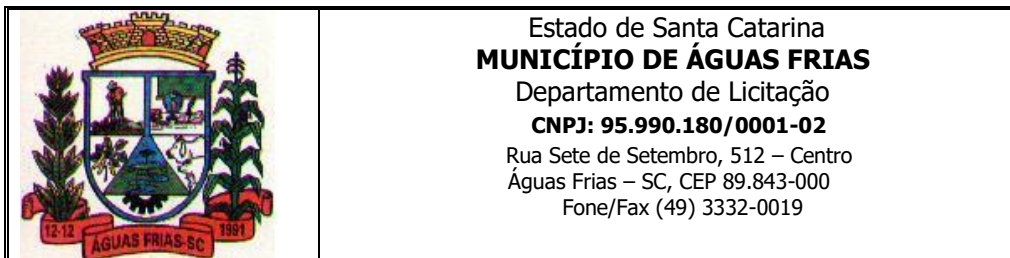 Estado de Santa Catarina
MUNICÍPIO DE ÁGUAS FRIAS
Departamento de Licitação
CNPJ: 95.990.180/0001-02
Rua Sete de Setembro, 512 – Centro
Águas Frias – SC, CEP 89.843-000
Fone/Fax (49) 3332-0019
12-12
ÁGUAS FRIAS-SC
1991